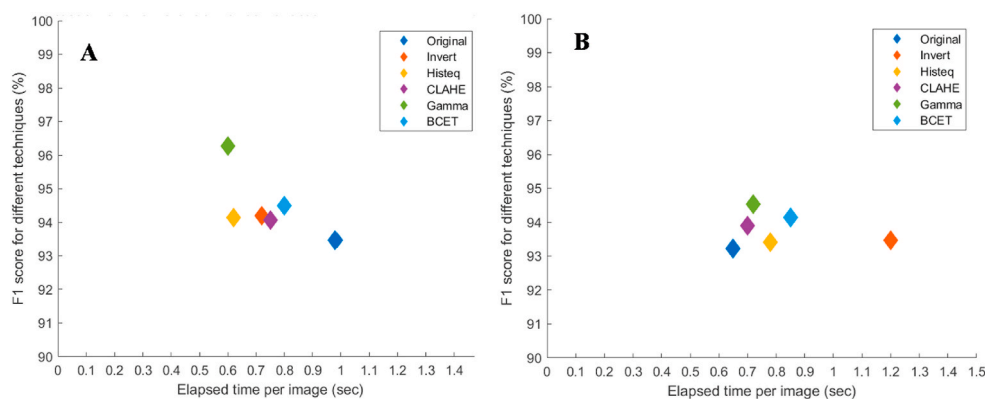 A
F1 score for different techniques (%)
100
99
98
97
96
95
94
93
92
91
90
Original
Invert
Histeq
CLAHE
Gamma
BCET
0 0.1 0.2 0.3 0.4 0.5 0.6 0.7 0.8 0.9 1 1.1 1.2 1.3 1.4
Elapsed time per image (sec)
B
F1 score for different techniques (%)
100
99
98
97
96
95
94
93
92
91
90
Original
Invert
Histeq
CLAHE
Gamma
BCET
0 0.1 0.2 0.3 0.4 0.5 0.6 0.7 0.8 0.9 1 1.1 1.2 1.3 1.4 1.5
Elapsed time per image (sec)